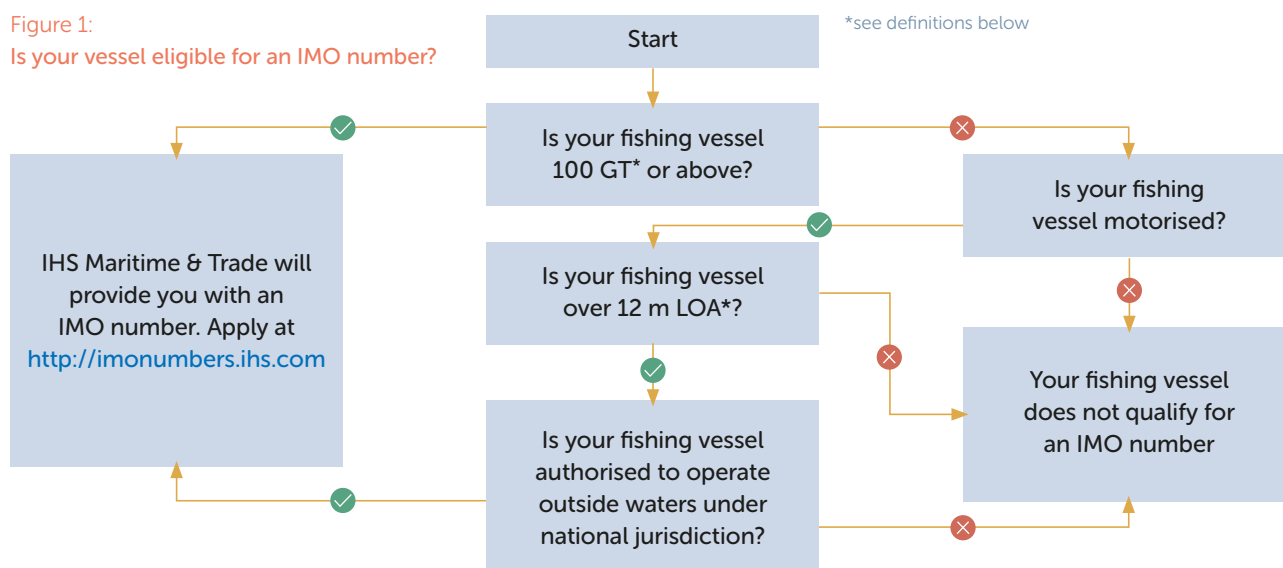 Figure 1:
Is your vessel eligible for an IMO number?
*see definitions below
Start
Is your fishing vessel
100 GT* or above?
Is your fishing
vessel motorised?
IHS Maritime & Trade will
provide you with an
IMO number. Apply at
http://imonumbers.ihs.com
Is your fishing vessel
over 12 m LOA*?
Your fishing vessel
does not qualify for
an IMO number
Is your fishing vessel
authorised to operate
outside waters under
national jurisdiction?